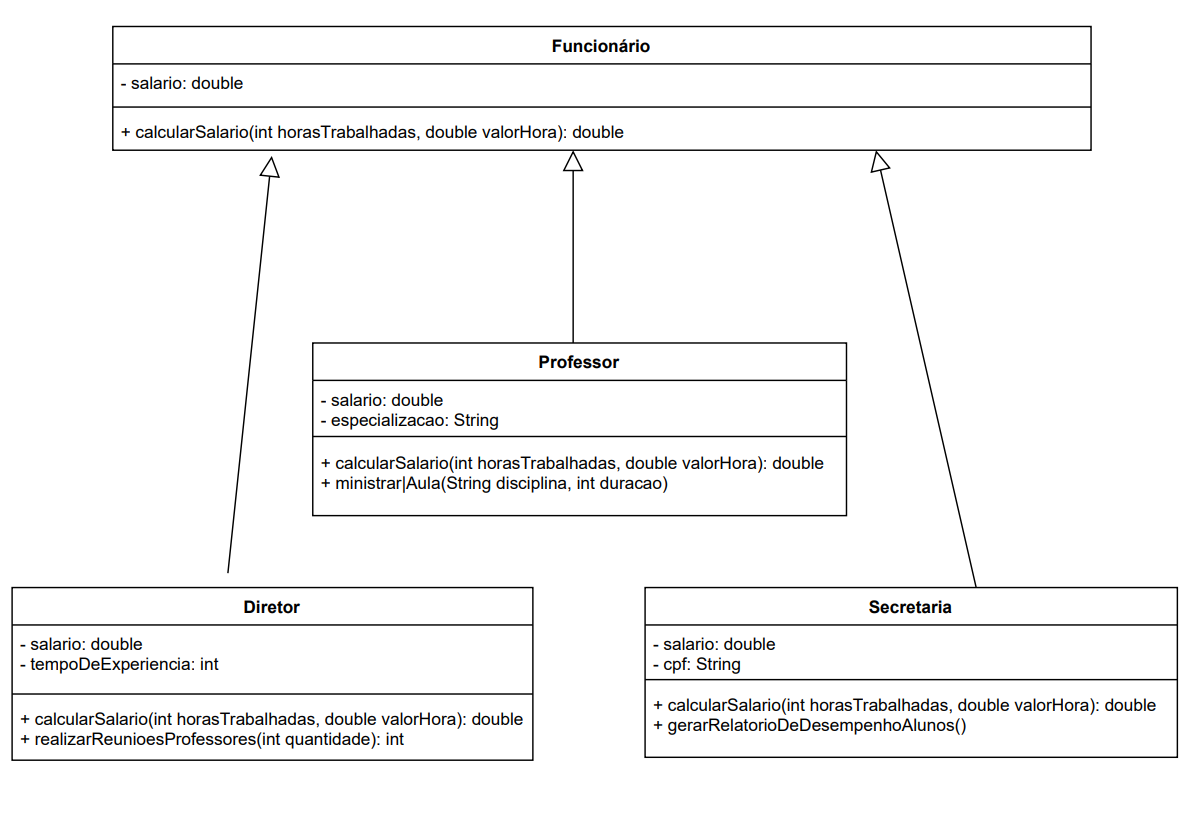 Funcionário
- salario: double
+ calcularSalario(int horasTrabalhadas, double valorHora): double
Professor
- salario: double
- especializacao: String
+ calcularSalario(int horasTrabalhadas, double valorHora): double
+ ministrar|Aula(String disciplina, int duracao)
Diretor
- salario: double
- tempoDeExperiencia: int
+ calcularSalario(int horasTrabalhadas, double valorHora): double
+ realizarReunioesProfessores(int quantidade): int
Secretaria
- salario: double
- cpf: String
+ calcularSalario(int horasTrabalhadas, double valorHora): double
+ gerarRelatorioDeDesempenhoAlunos()